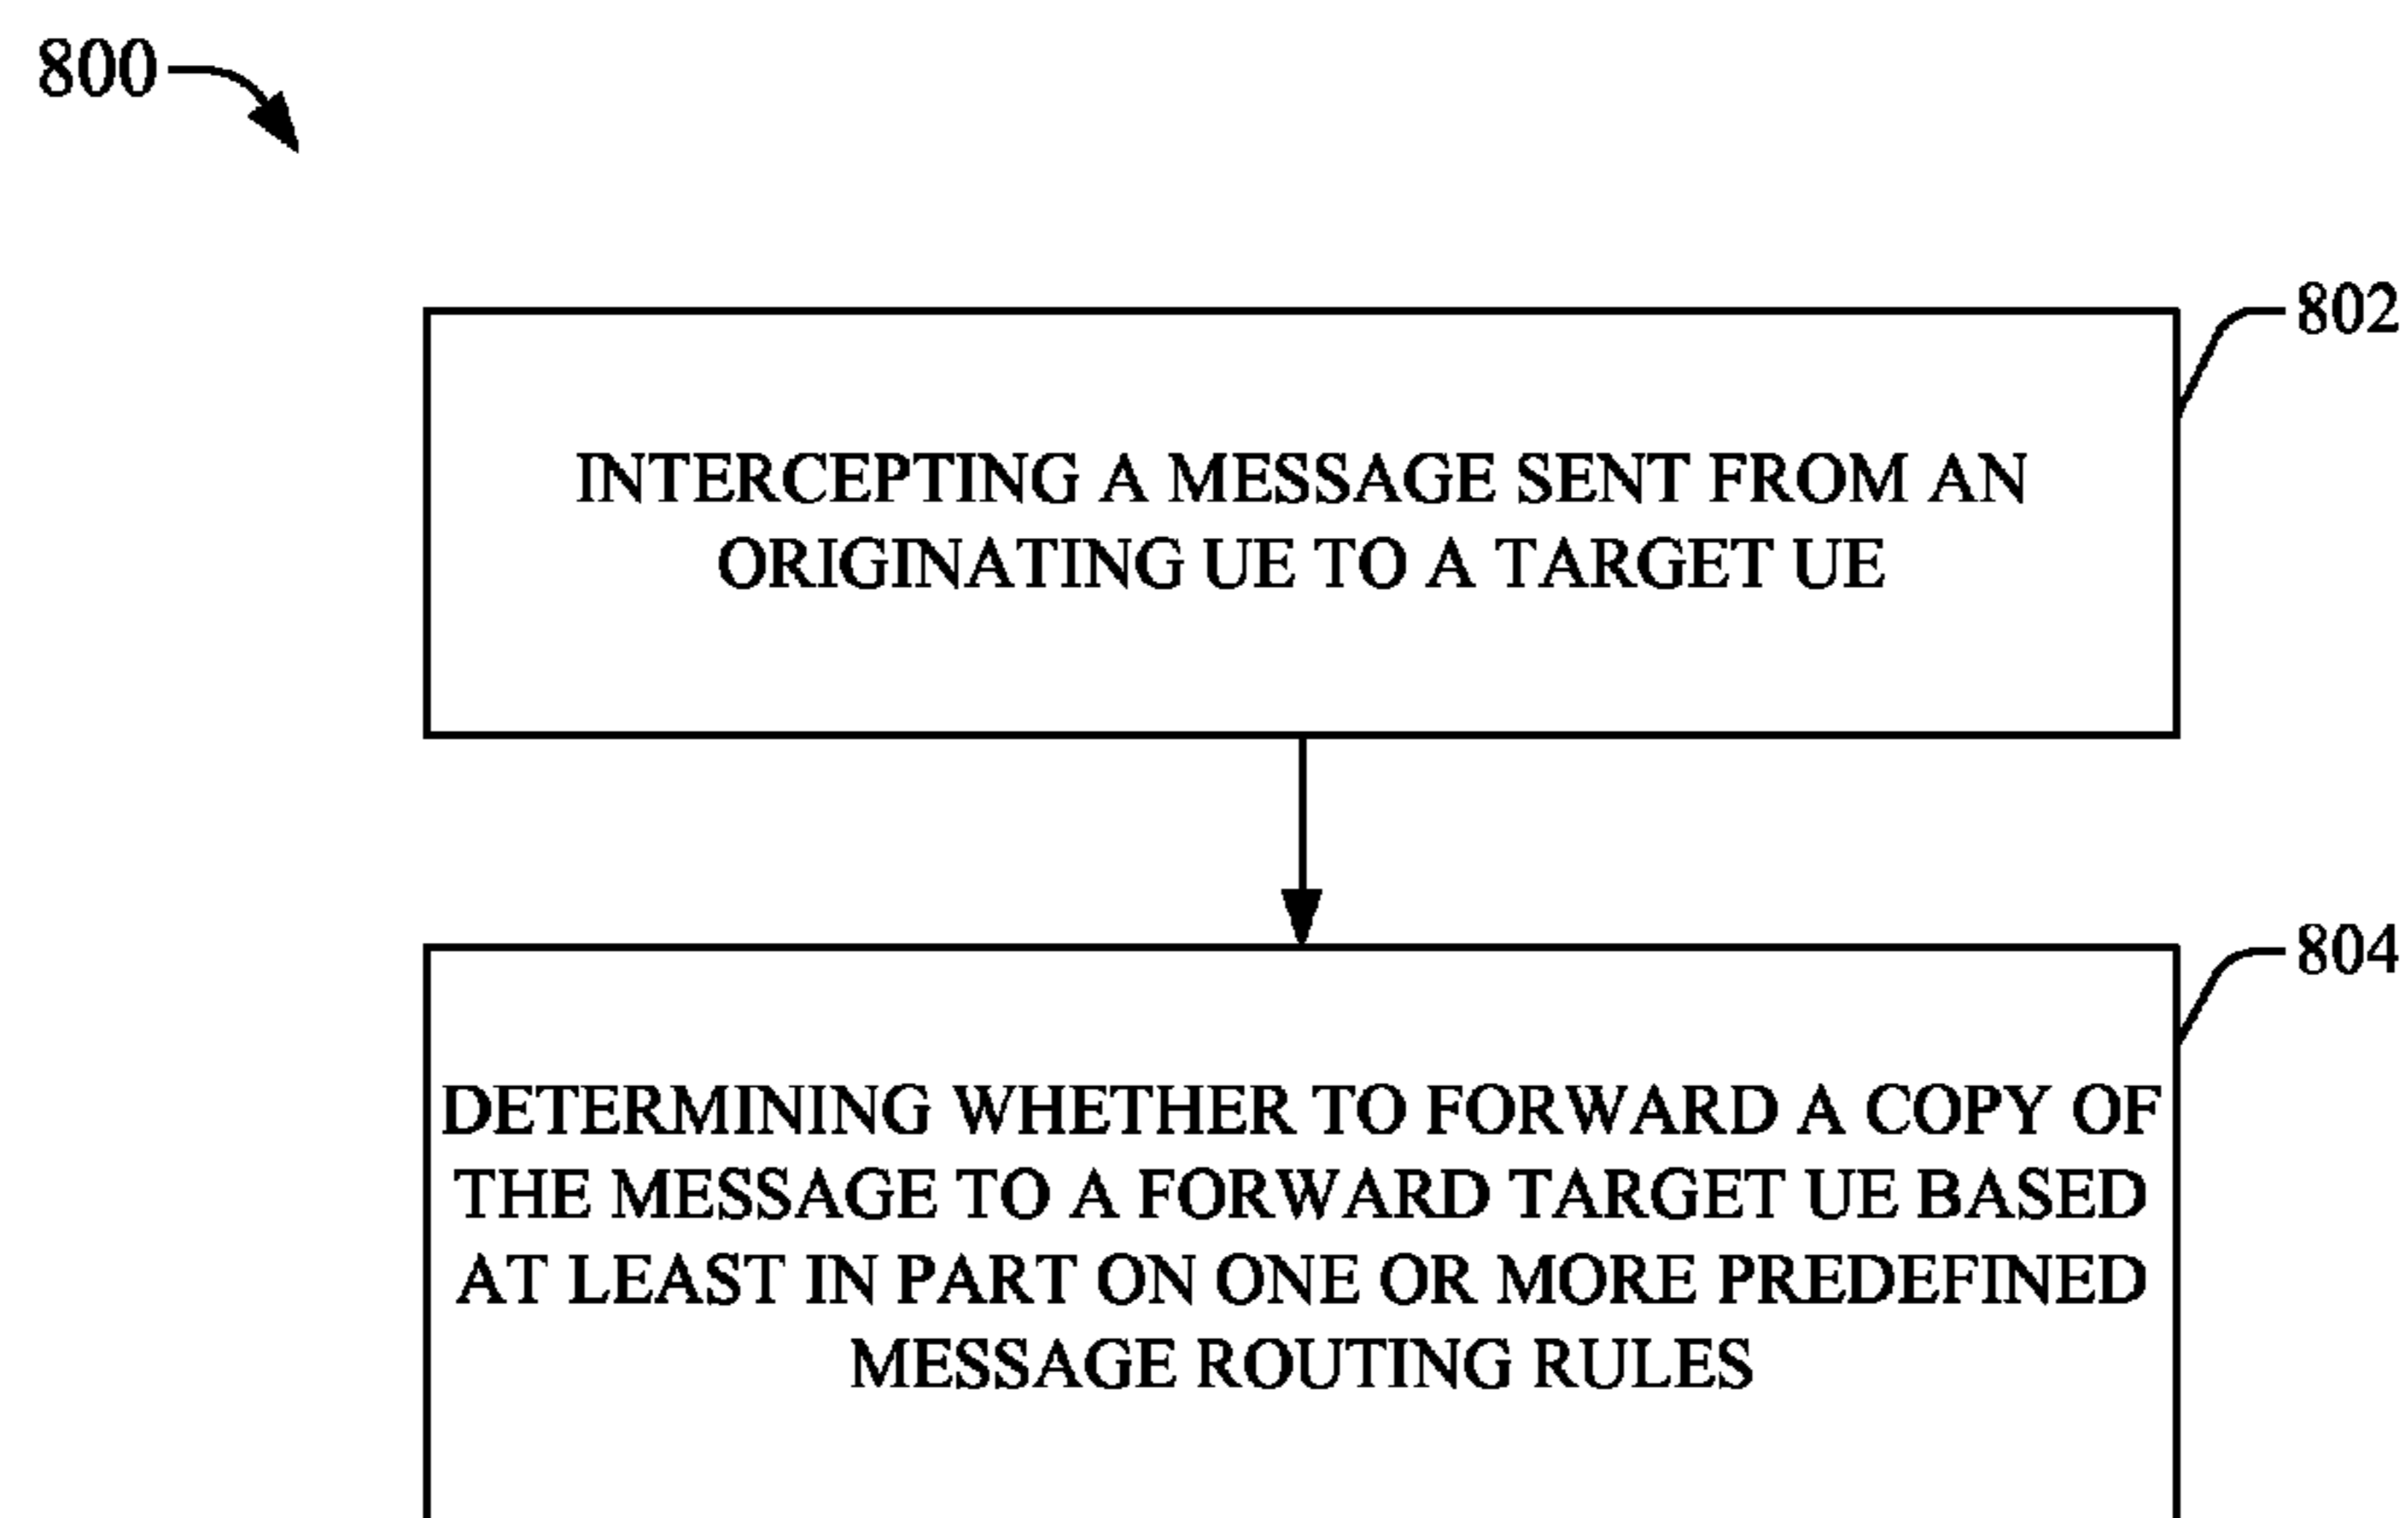 800
802
INTERCEPTING A MESSAGE SENT FROM AN
ORIGINATING UE TO A TARGET UE
804
DETERMINING WHETHER TO FORWARD A COPY OF
THE MESSAGE TO A FORWARD TARGET UE BASED
AT LEAST IN PART ON ONE OR MORE PREDEFINED
MESSAGE ROUTING RULES